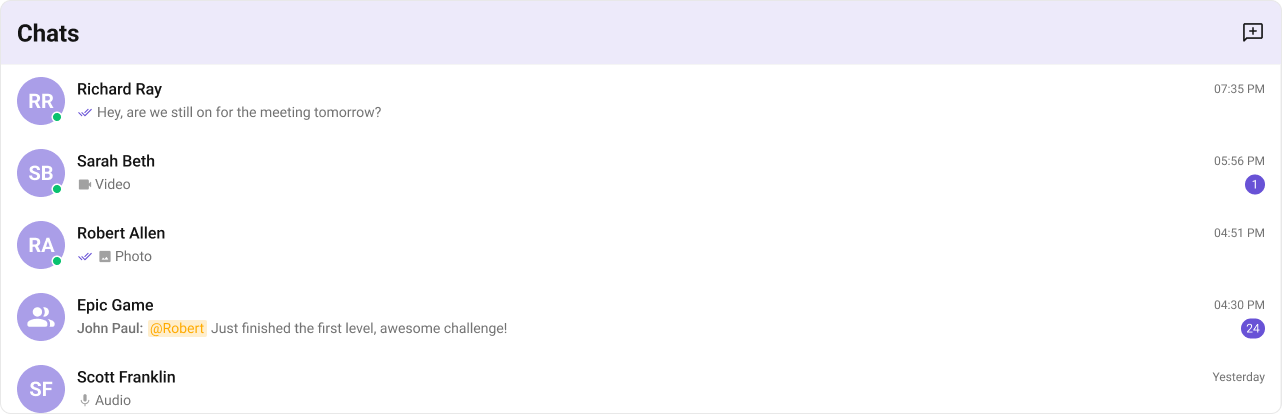 Chats
RR
Richard Ray
07:35 PM
Hey, are we still on for the meeting tomorrow?
SB
Sarah Beth
05:56 PM
Video
1
RA
Robert Allen
04:51 PM
Photo
Epic Game
04:30 PM
John Paul: @Robert Just finished the first level, awesome challenge!
24
SF
Scott Franklin
Yesterday
Audio